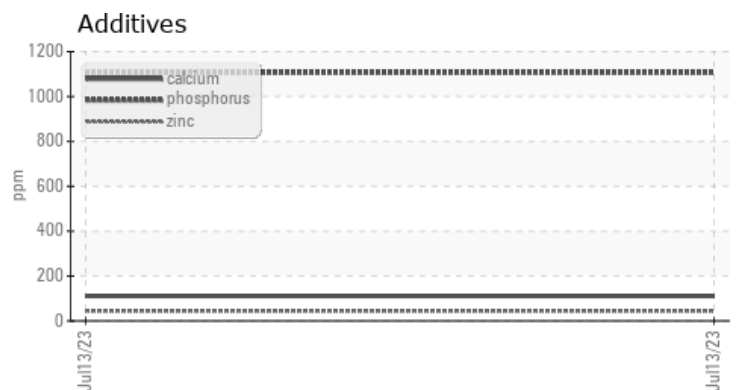 Additives
1200
1000
800
600
400
200
0
ppm
calcium
phosphorus
zinc
Jul13/23
Jul13/23